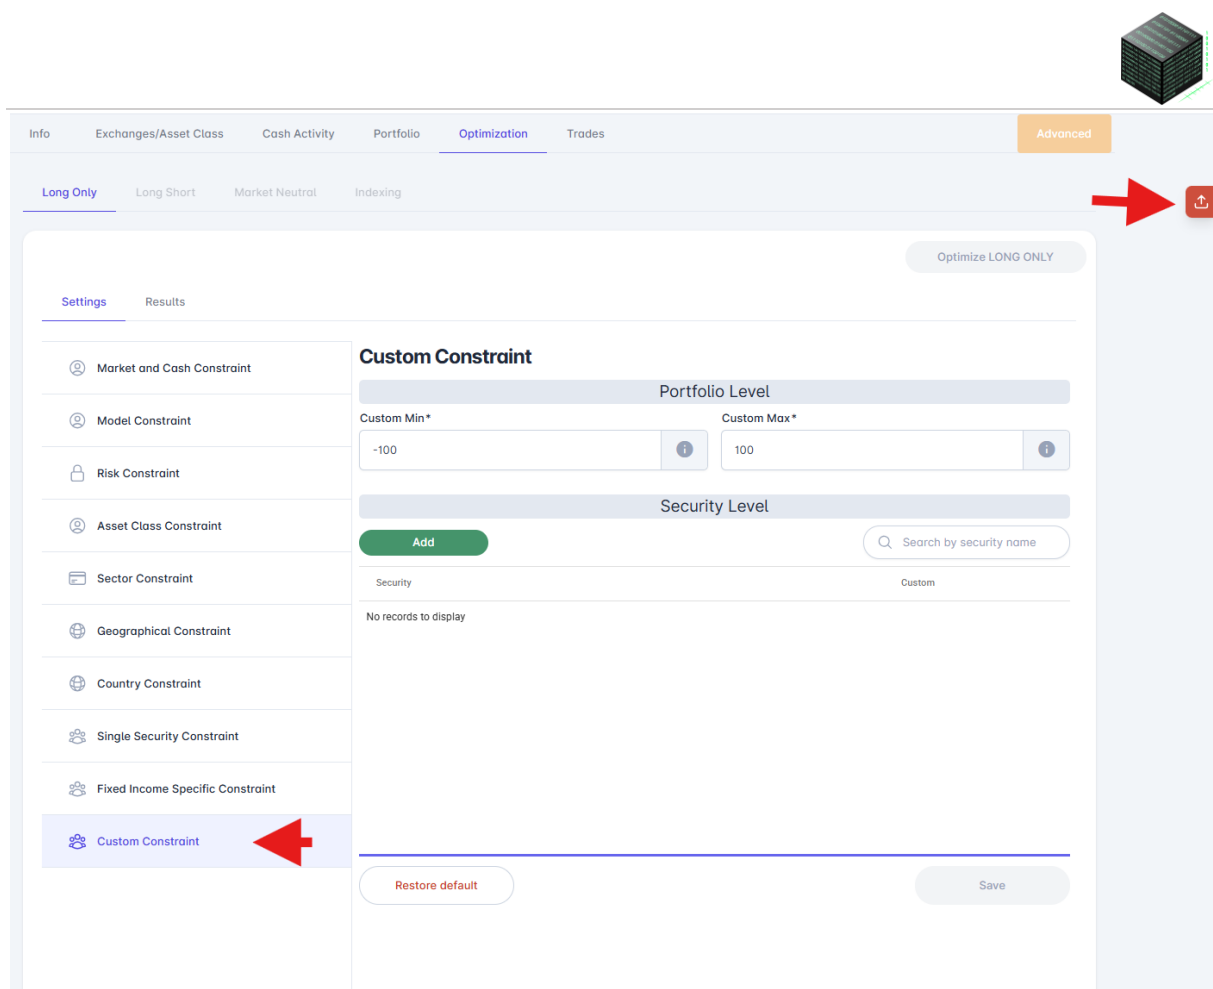 Info Exchanges/Asset Class Cash Activity Portfolio Optimization Trades Advanced
Long Only Long Short Market Neutral Indexing
Optimize LONG ONLY
Settings Results
Market and Cash Constraint
Model Constraint
Risk Constraint
Asset Class Constraint
Sector Constraint
Geographical Constraint
Country Constraint
Single Security Constraint
Fixed Income Specific Constraint
Custom Constraint
Custom Constraint
Portfolio Level
Custom Min* Custom Max*
-100 100
Security Level
Add Search by security name
Security Custom
No records to display
Restore default Save